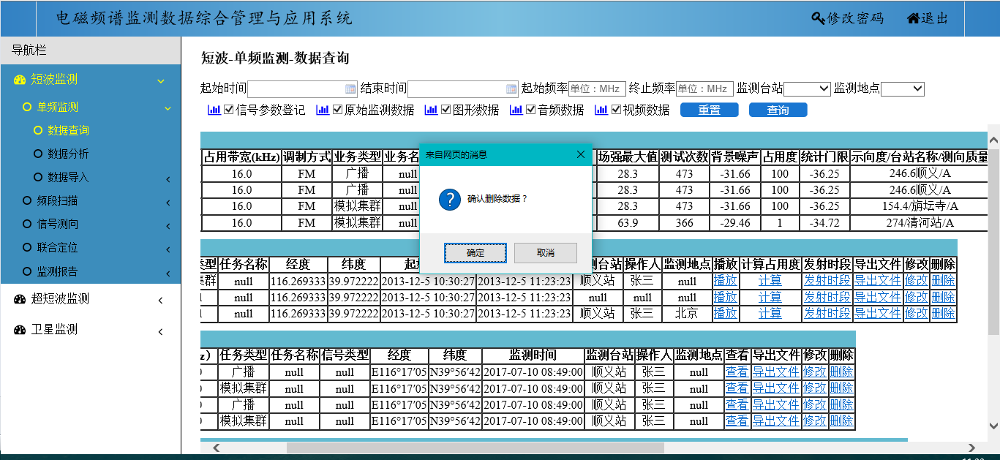 电磁频谱监测数据综合管理与应用系统 修改密码 退出
导航栏
短波监测
单频监测
数据查询
数据分析
数据导入
频段扫描
信号测向
联合定位
监测报告
超短波监测
卫星监测
短波-单频监测-数据查询
起始时间 结束时间 起始频率 单位：MHz 终止频率 单位：MHz 监测台站 监测地点
信号参数登记 原始监测数据 图形数据 音频数据 视频数据 重置 查询
占用带宽(kHz) 调制方式 业务类型 业务名 场强最大值 测试次数 背景噪声 占用度 统计门限 示向度/台站名称/测向质量
16.0 FM 广播 null 28.3 473 -31.66 100 -36.25 246.6顺义/A
16.0 FM 广播 null 28.3 473 -31.66 100 -36.25 246.6顺义/A
16.0 FM 模拟集群 null 28.3 473 -31.66 100 -36.25 154.4/旃坛寺/A
16.0 FM 模拟集群 null 63.9 366 -29.46 1 -34.72 274/清河站/A
来自网页的消息
确认删除数据？
确定 取消
类型 任务名称 经度 纬度 起 台站 操作人 监测地点 播放 计算占用度 发射时段 导出文件 修改 删除
集群 null 116.269333 39.972222 2013-12-5 10:30:27 2013-12-5 11:23:23 顺义站 张三 null 播放 计算 发射时段 导出文件 修改 删除
null 116.269333 39.972222 2013-12-5 10:30:27 2013-12-5 11:23:23 null null null 播放 计算 发射时段 导出文件 修改 删除
null 116.269333 39.972222 2013-12-5 10:30:27 2013-12-5 11:23:23 顺义站 张三 北京 播放 计算 发射时段 导出文件 修改 删除
z） 任务类型 任务名称 信号类型 经度 纬度 监测时间 监测台站 操作人 监测地点 查看 导出文件 修改 删除
广播 null null E116°17′05 N39°56′42 2017-07-10 08:49:00 顺义站 张三 null 查看 导出文件 修改 删除
模拟集群 null null E116°17′05 N39°56′42 2017-07-10 08:49:00 顺义站 张三 null 查看 导出文件 修改 删除
广播 null null E116°17′05 N39°56′42 2017-07-10 08:49:00 顺义站 张三 null 查看 导出文件 修改 删除
模拟集群 null null E116°17′05 N39°56′42 2017-07-10 08:49:00 顺义站 张三 null 查看 导出文件 修改 删除